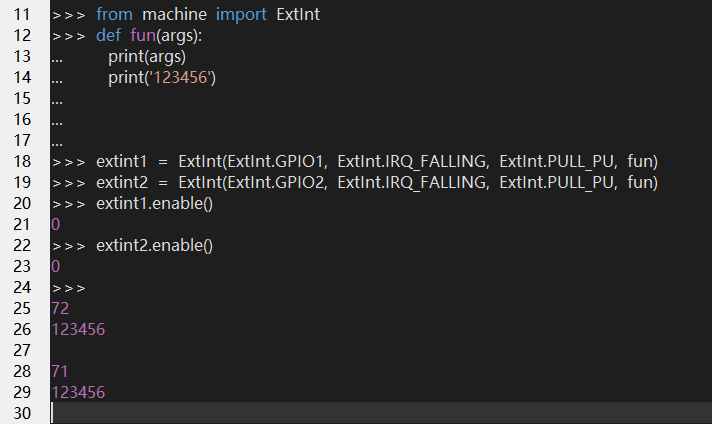 11 >>> from machine import ExtInt
12 >>> def fun(args):
13 ... print(args)
14 ... print('123456')
15 ...
16 ...
17 ...
18 >>> extint1 = ExtInt(ExtInt.GPIO1, ExtInt.IRQ_FALLING, ExtInt.PULL_PU, fun)
19 >>> extint2 = ExtInt(ExtInt.GPIO2, ExtInt.IRQ_FALLING, ExtInt.PULL_PU, fun)
20 >>> extint1.enable()
21 0
22 >>> extint2.enable()
23 0
24 >>>
25 72
26 123456
27
28 71
29 123456
30